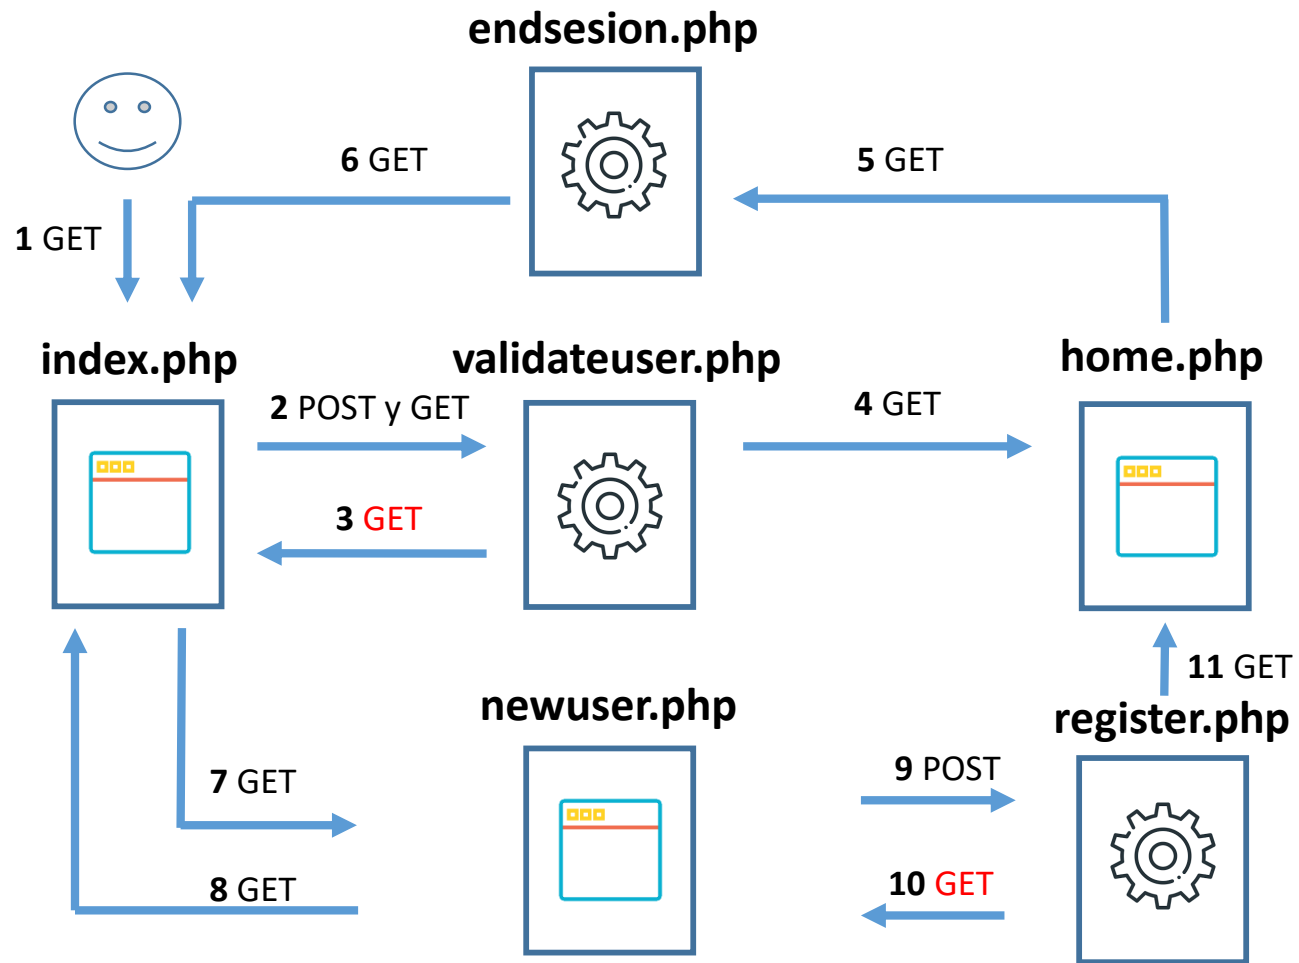 endsesion.php
6 GET
5 GET
1 GET
index.php
validateuser.php
home.php
2 POST y GET
4 GET
3 GET
11 GET
newuser.php
register.php
7 GET
9 POST
8 GET
10 GET